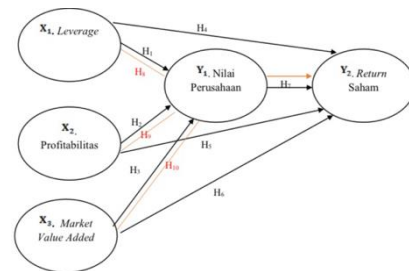 X₁. Leverage
H₄
H₁
H₈
Y₁. Nilai
Perusahaan
Y₂. Return
Saham
H₇
X₂.
Profitabilitas
H₂
H₉
H₅
H₃
H₁₀
H₆
X₃. Market
Value Added